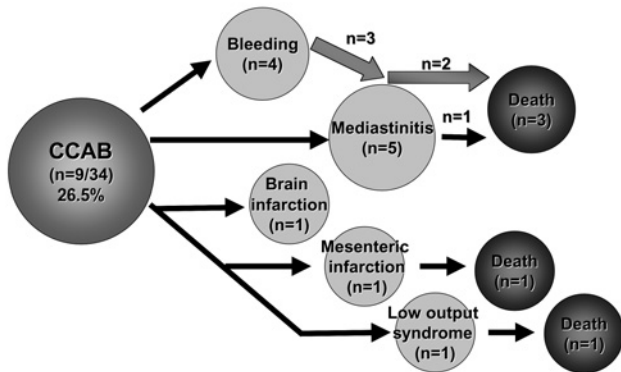 Bleeding
(n=4)
n=3
n=2
Death
(n=3)
n=1
Mediastinitis
(n=5)
CCAB
(n=9/34)
26.5%
Brain
infarction
(n=1)
Mesenteric
infarction
(n=1)
Death
(n=1)
Low output
syndrome
(n=1)
Death
(n=1)